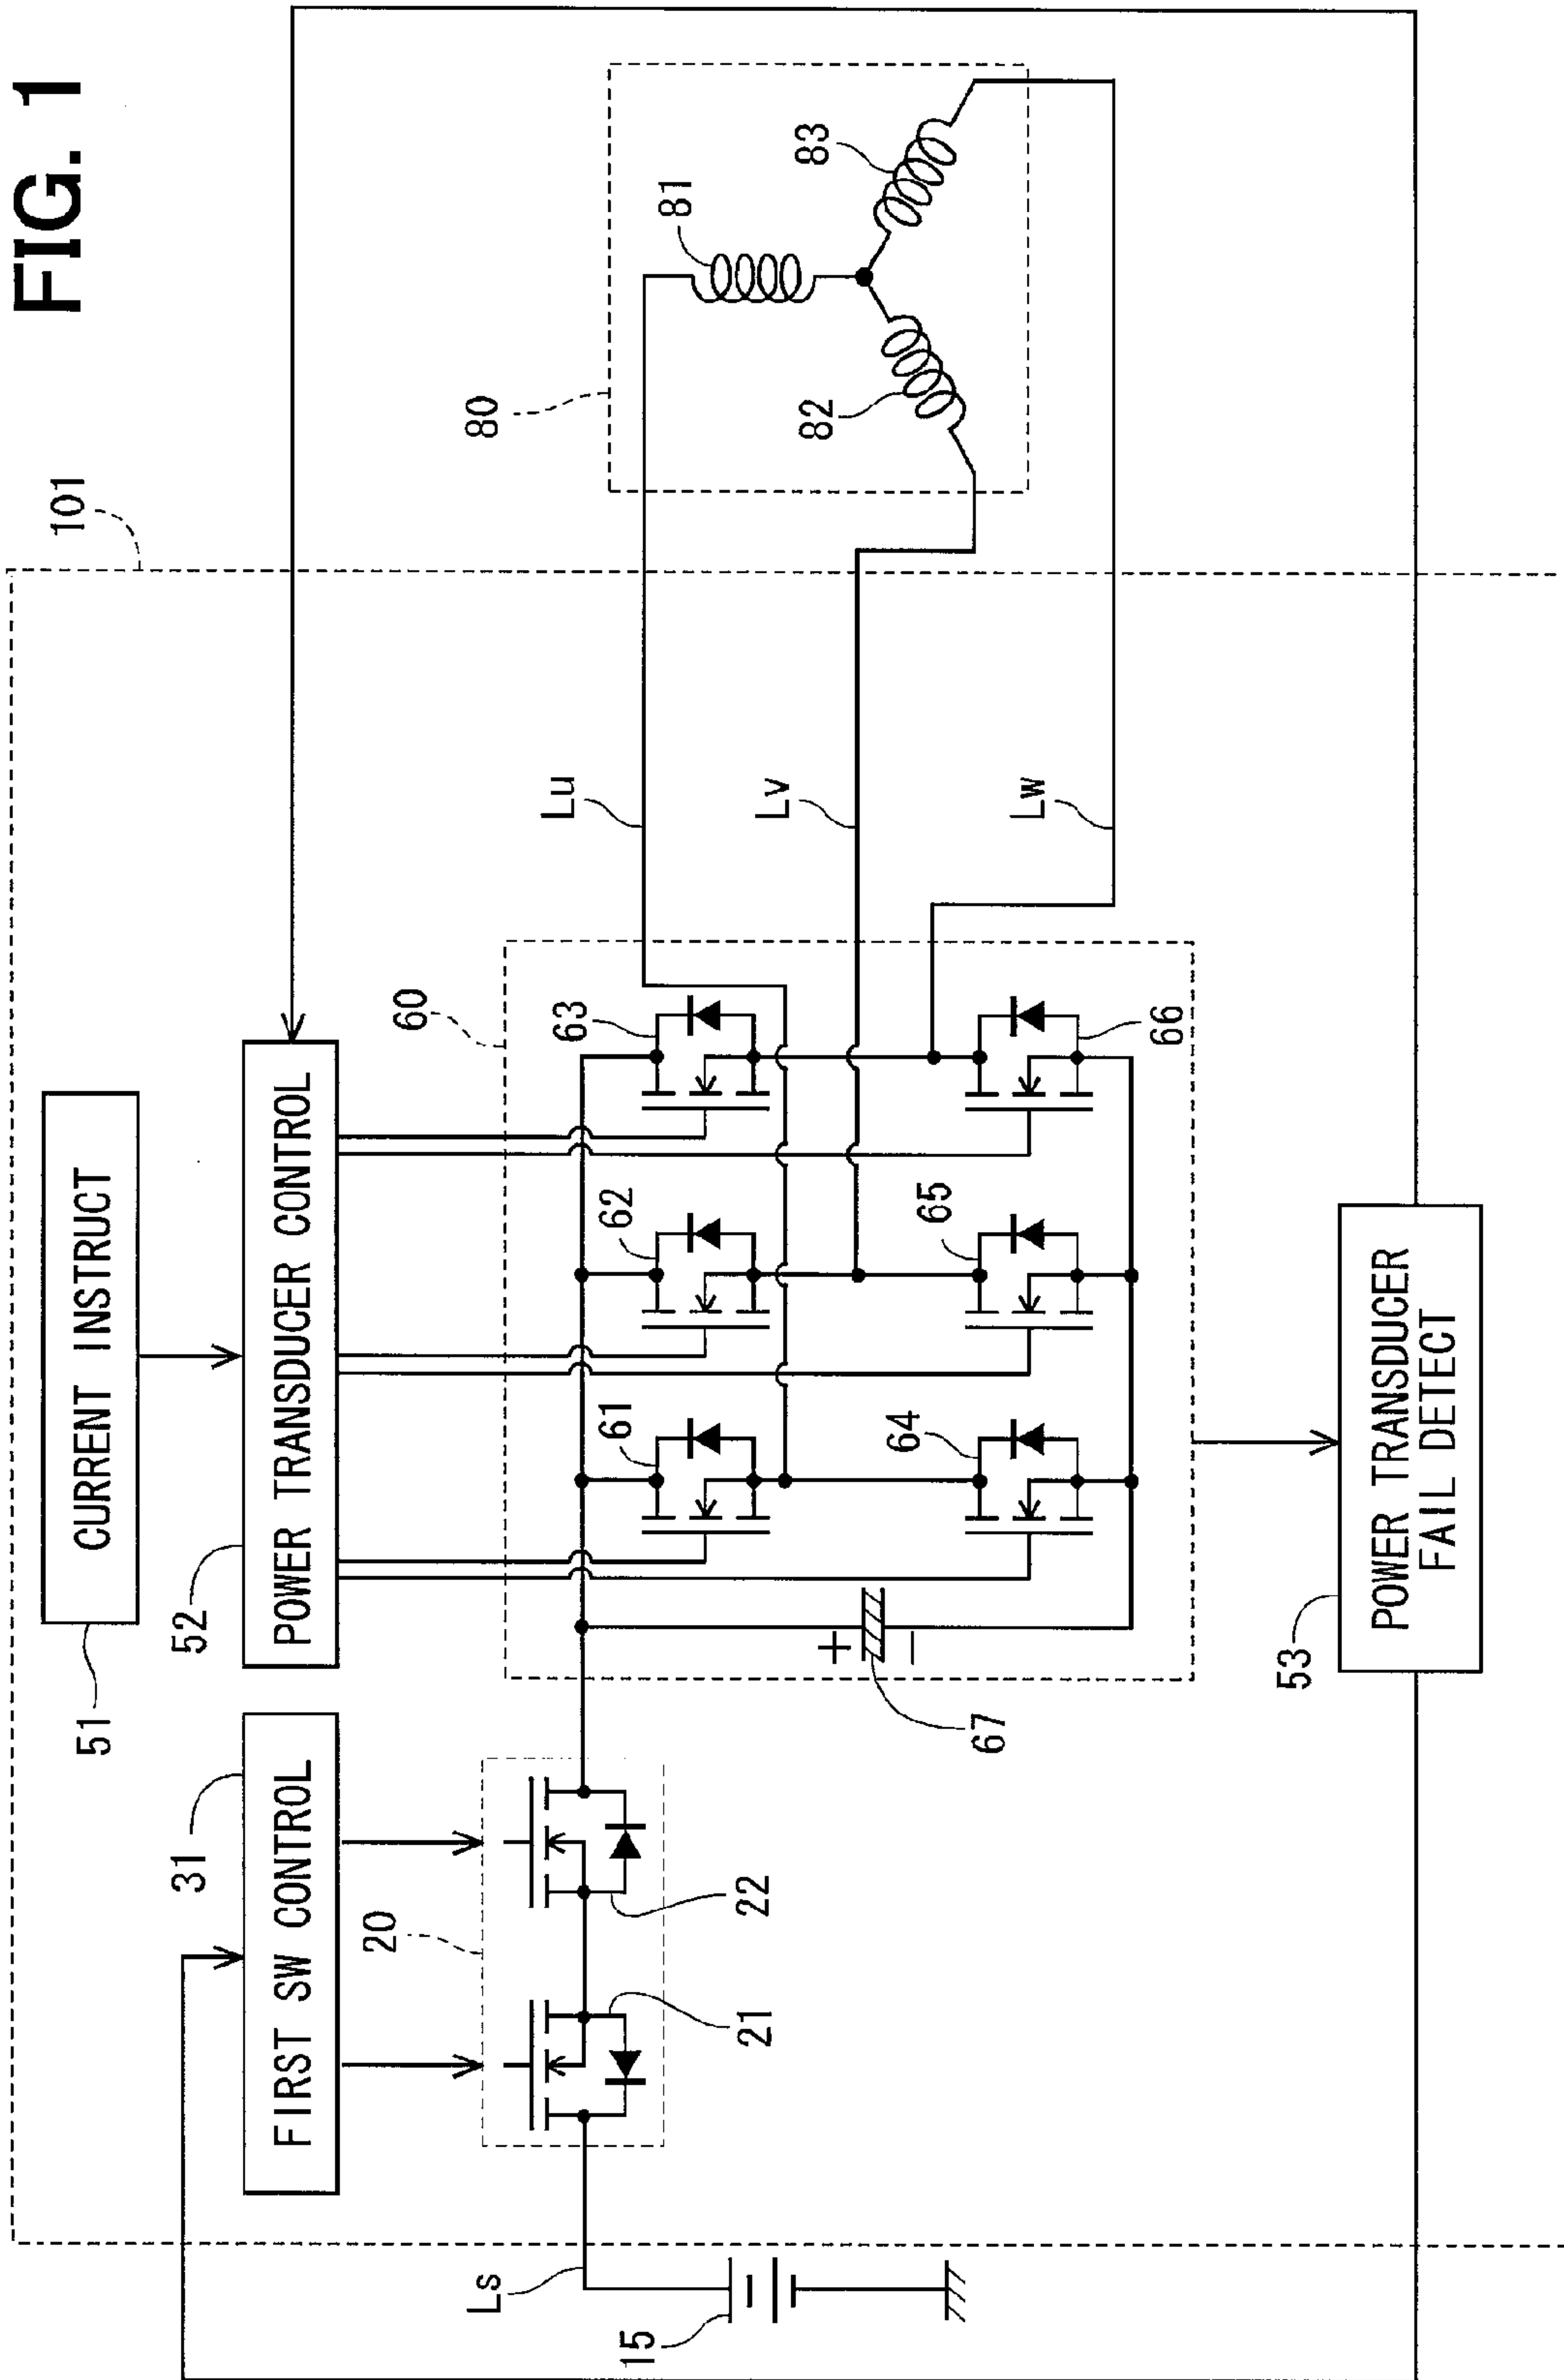 FIG. 1
101
CURRENT INSTRUCT
51
31
FIRST SW CONTROL
52
POWER TRANSDUCER CONTROL
20
60
80
Ls
21
22
61
62
63
Lu
81
15
67
64
65
66
Lv
82
83
Lw
53
POWER TRANSDUCER
FAIL DETECT
+
−